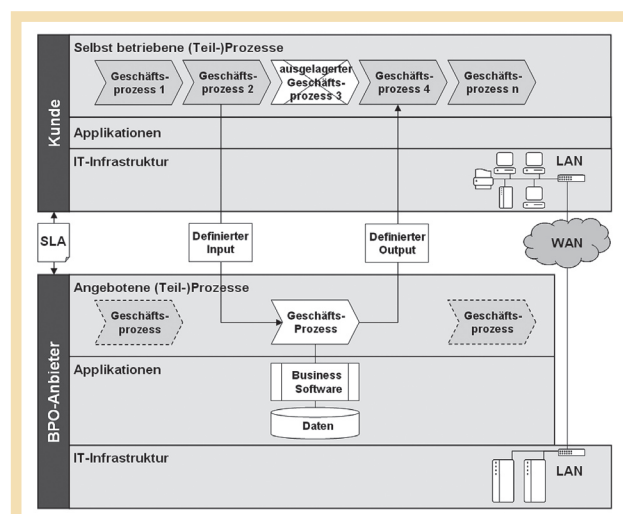 Kunde
Selbst betriebene (Teil-)Prozesse
Geschäfts-
prozess 1
Geschäfts-
prozess 2
ausgelagerter
Geschäfts-
prozess 3
Geschäfts-
prozess 4
Geschäfts-
prozess n
Applikationen
IT-Infrastruktur
LAN
SLA
Definierter
Input
Definierter
Output
WAN
BPO-Anbieter
Angebotene (Teil-)Prozesse
Geschäfts-
prozess
Geschäfts-
Prozess
Geschäfts-
prozess
Applikationen
Business
Software
Daten
IT-Infrastruktur
LAN